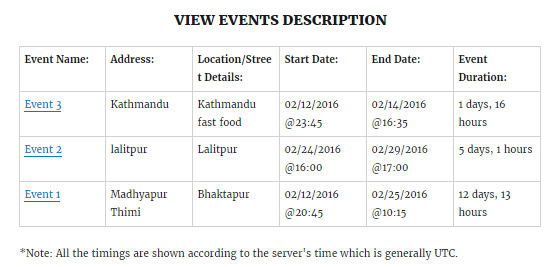 VIEW EVENTS DESCRIPTION
Event Name: Address: Location/Stree Start Date: End Date: Event
t Details: Duration:
Event 3 Kathmandu Kathmandu 02/12/2016 02/14/2016 1 days, 16
fast food @23:45 @16:35 hours
Event 2 lalitpur Lalitpur 02/24/2016 02/29/2016 5 days, 1 hours
@16:00 @17:00
Event 1 Madhyapur Bhaktapur 02/12/2016 02/25/2016 12 days, 13
Thimi @20:45 @10:15 hours
*Note: All the timings are shown according to the server's time which is generally UTC.